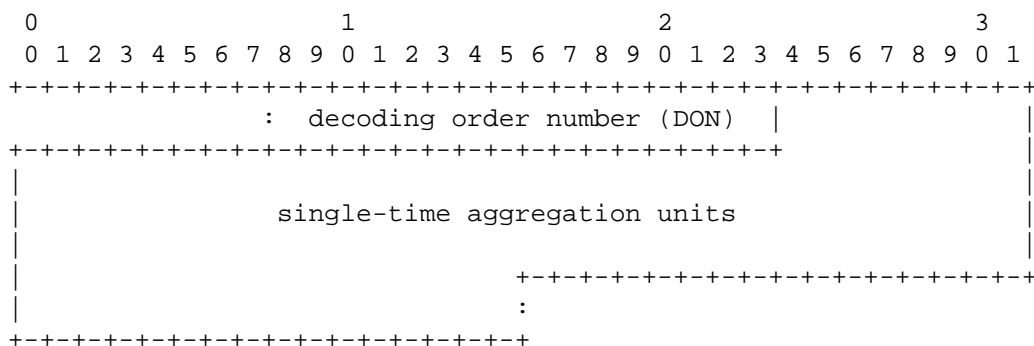 0                   1                   2                   3
 0 1 2 3 4 5 6 7 8 9 0 1 2 3 4 5 6 7 8 9 0 1 2 3 4 5 6 7 8 9 0 1
+-+-+-+-+-+-+-+-+-+-+-+-+-+-+-+-+-+-+-+-+-+-+-+-+-+-+-+-+-+-+-+-+
                :  decoding order number (DON)  |               |
+-+-+-+-+-+-+-+-+-+-+-+-+-+-+-+-+-+-+-+-+-+-+-+-+               |
|                                                               |
|                single-time aggregation units                  |
|                                                               |
|                               +-+-+-+-+-+-+-+-+-+-+-+-+-+-+-+-+
|                               :
+-+-+-+-+-+-+-+-+-+-+-+-+-+-+-+-+